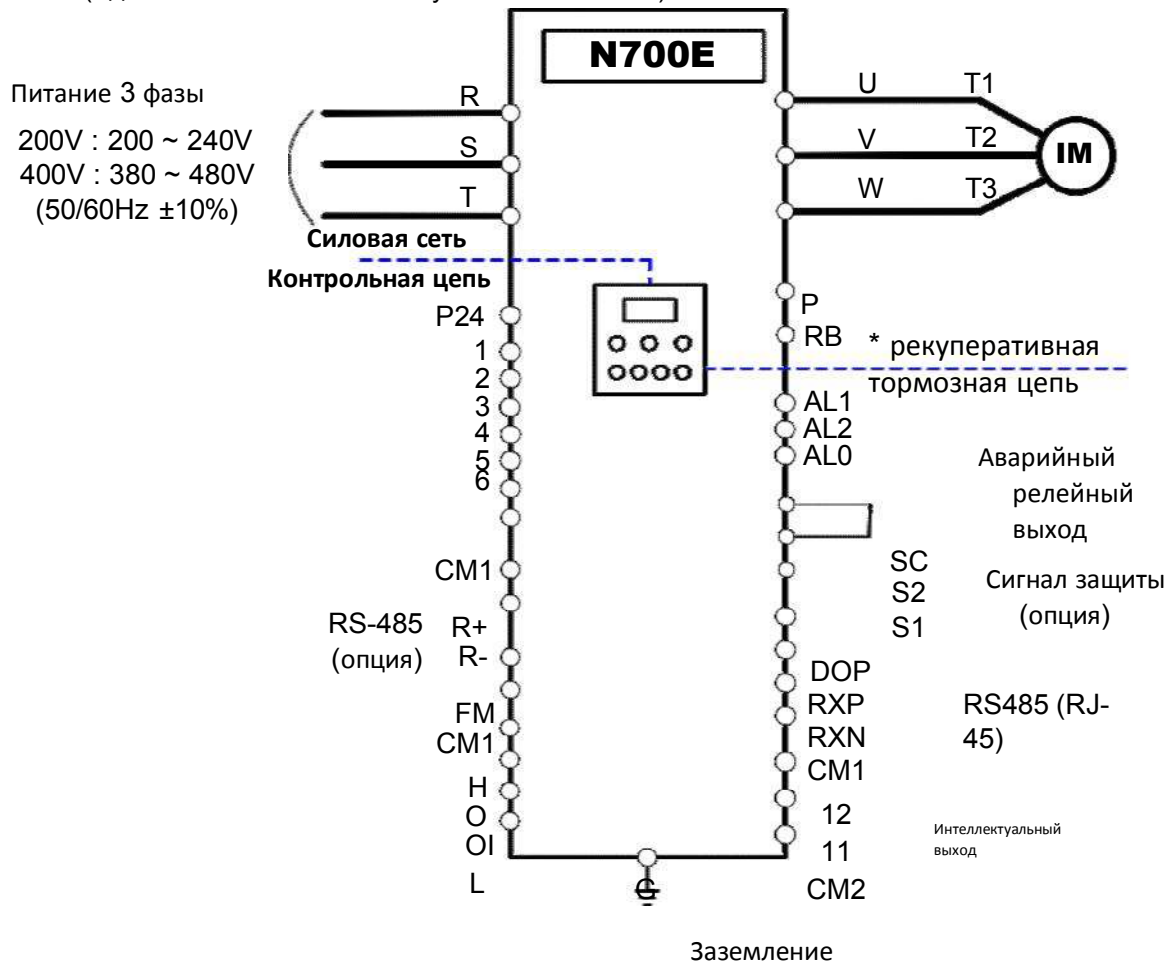 N700E
Питание 3 фазы
200V : 200 ~ 240V
400V : 380 ~ 480V
(50/60Hz ±10%)
R
S
T
U
V
W
T1
T2
T3
IM
Силовая сеть
Контрольная цепь
P24
1
2
3
4
5
6
CM1
RS-485
(опция)
R+
R-
FM
CM1
H
O
OI
L
P
RB
* рекуперативная
тормозная цепь
AL1
AL2
AL0
Аварийный
релейный
выход
SC
S2
S1
Сигнал защиты
(опция)
DOP
RXP
RXN
CM1
RS485 (RJ-
45)
12
11
CM2
Интеллектуальный
выход
G
Заземление